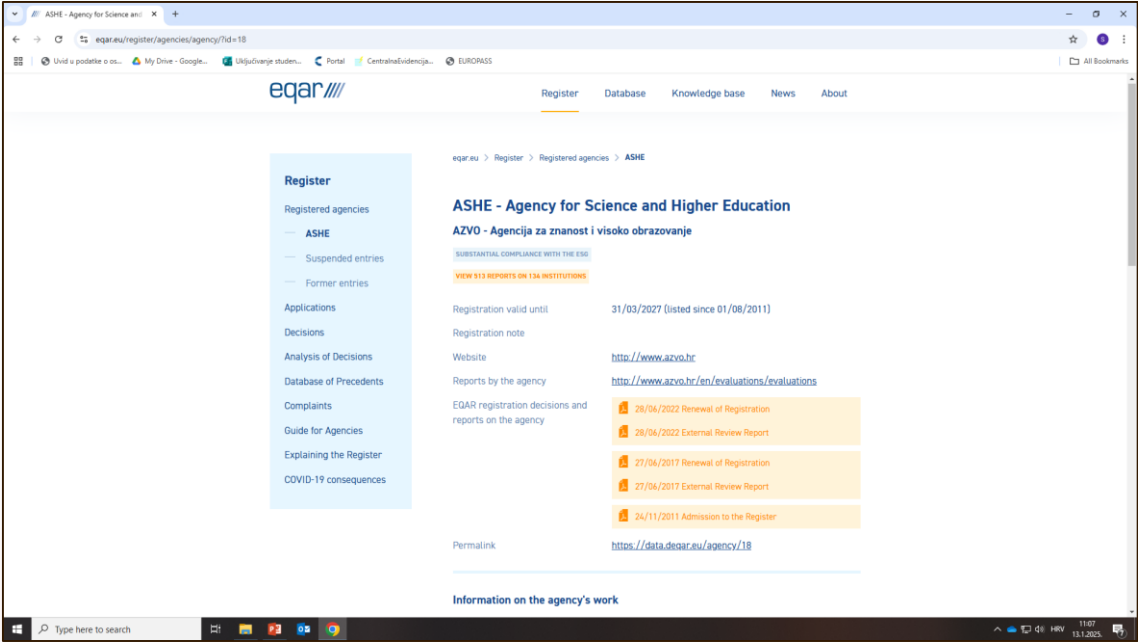 ASHE - Agency for Science and
eqar.eu/register/agencies/agency/?id=18
Uvid u podatke o os...
My Drive - Google...
Uključivanje studen...
Portal
CentralnaEvidencija...
EUROPASS
All Bookmarks
eqar////
Register
Database
Knowledge base
News
About
Register
Registered agencies
ASHE
Suspended entries
Former entries
Applications
Decisions
Analysis of Decisions
Database of Precedents
Complaints
Guide for Agencies
Explaining the Register
COVID-19 consequences
eqar.eu > Register > Registered agencies > ASHE
ASHE - Agency for Science and Higher Education
AZVO - Agencija za znanost i visoko obrazovanje
SUBSTANTIAL COMPLIANCE WITH THE ESG
VIEW 913 REPORTS ON 134 INSTITUTIONS
Registration valid until 31/03/2027 (listed since 01/08/2011)
Registration note
Website http://www.azvo.hr
Reports by the agency http://www.azvo.hr/en/evaluations/evaluations
EQAR registration decisions and
reports on the agency
28/06/2022 Renewal of Registration
28/06/2022 External Review Report
27/06/2017 Renewal of Registration
27/06/2017 External Review Report
24/11/2011 Admission to the Register
Permalink https://data.deqar.eu/agency/18
Information on the agency's work
Type here to search
HRV
11:07
13.1.2025.